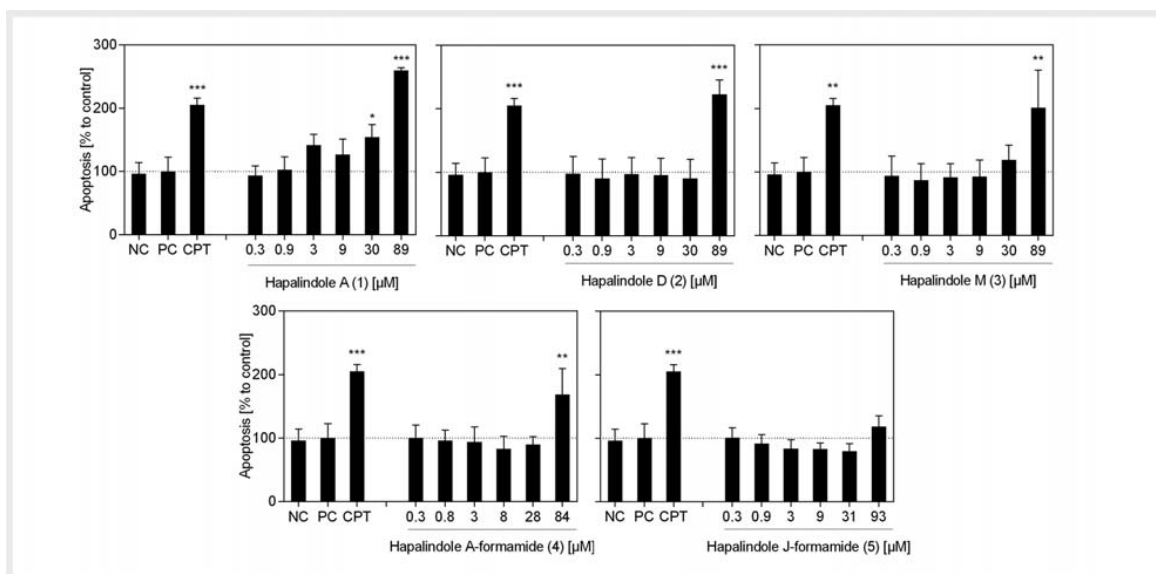 300
200
100
0
Apoptosis [% to control]
***
*
***
NC PC CPT 0.3 0.9 3 9 30 89
Hapalindole A (1) [µM]
***
***
NC PC CPT 0.3 0.9 3 9 30 89
Hapalindole D (2) [µM]
**
**
NC PC CPT 0.3 0.9 3 9 30 89
Hapalindole M (3) [µM]
300
200
100
0
Apoptosis [% to control]
***
**
NC PC CPT 0.3 0.8 3 8 28 84
Hapalindole A-formamide (4) [µM]
***
NC PC CPT 0.3 0.9 3 9 31 93
Hapalindole J-formamide (5) [µM]